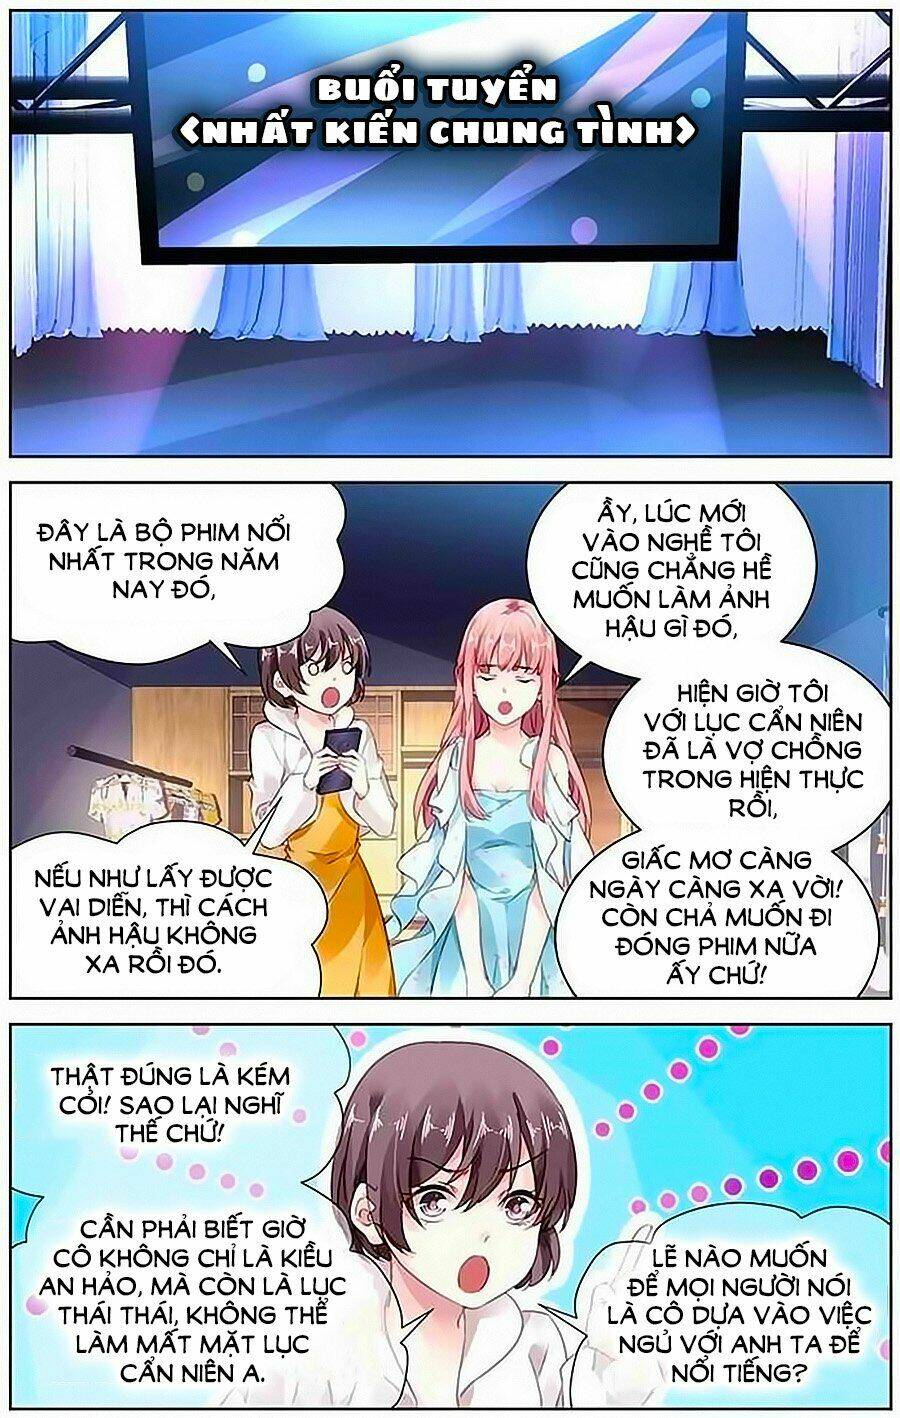 BUỔI TUYỂN
<NHẤT KIẾN CHUNG TÌNH>
ĐÂY LÀ BỘ PHIM NỔI
NHẤT TRONG NĂM
NAY ĐÓ,
ẦY, LÚC MỚI
VÀO NGHỀ TÔI
CŨNG CHẲNG HỀ
MUỐN LÀM ẢNH
HẬU GÌ ĐÓ,
HIỆN GIỜ TÔI
VỚI LỤC CẨN NIÊN
ĐÃ LÀ VỢ CHỒNG
TRONG HIỆN THỰC
RỒI,
NẾU NHƯ LẤY ĐƯỢC
VAI DIỄN, THÌ CÁCH
ẢNH HẬU KHÔNG
XA RỒI ĐÓ.
GIẤC MƠ CÀNG
NGÀY CÀNG XA VỜI!
CÒN CHẢ MUỐN ĐI
ĐÓNG PHIM NỮA
ẤY CHỨ!
THẬT ĐÚNG LÀ KÉM
CỎI! SAO LẠI NGHĨ
THẾ CHỨ!
CẦN PHẢI BIẾT GIỜ
CÔ KHÔNG CHỈ LÀ KIỀU
AN HẢO, MÀ CÒN LÀ LỤC
THÁI THÁI, KHÔNG THỂ
LÀM MẤT MẶT LỤC
CẨN NIÊN A.
LẼ NÀO MUỐN
ĐỂ MỌI NGƯỜI NÓI
LÀ CÔ DỰA VÀO VIỆC
NGỦ VỚI ANH TA ĐỂ
NỔI TIẾNG?